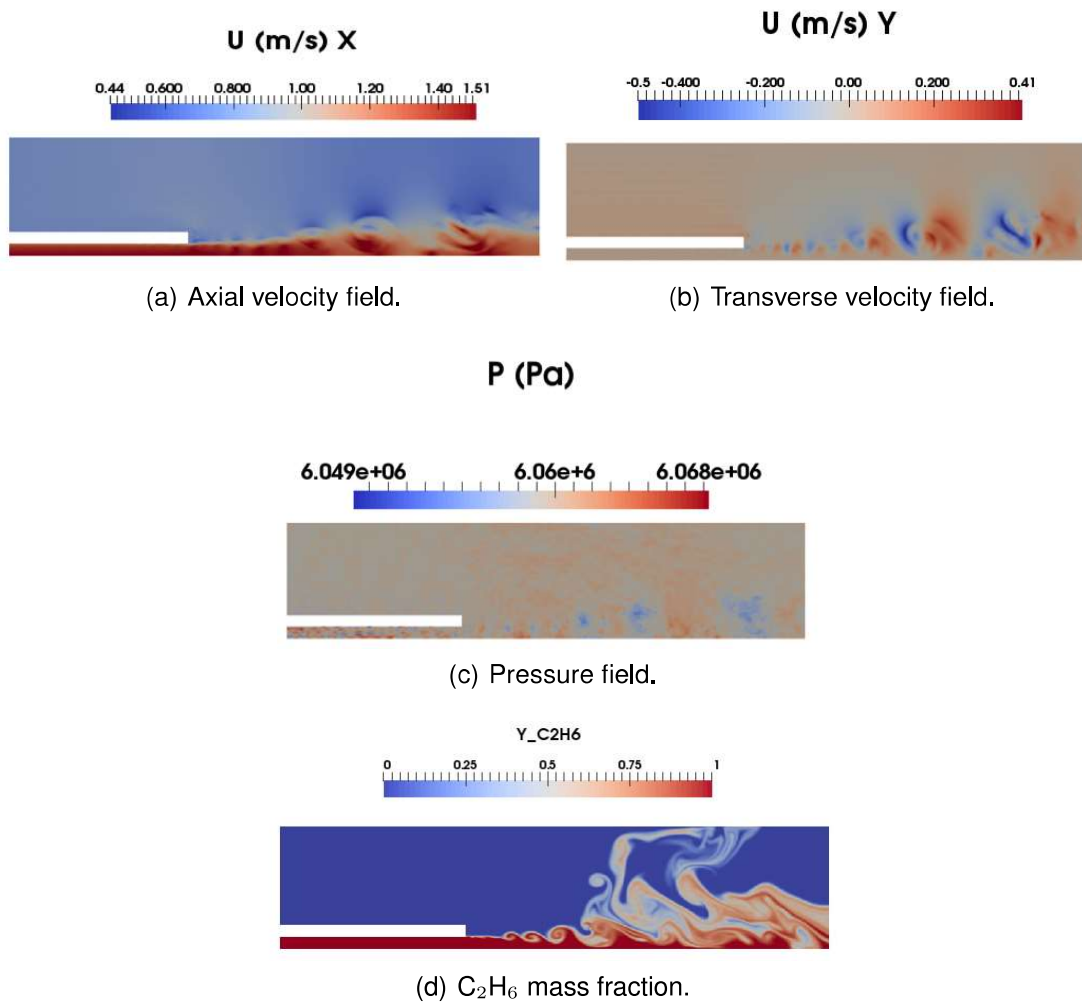 U (m/s) X
0.44 0.600 0.800 1.00 1.20 1.40 1.51
(a) Axial velocity field.
U (m/s) Y
-0.5 -0.400 -0.200 0.00 0.200 0.41
(b) Transverse velocity field.
P (Pa)
6.049e+06 6.06e+6 6.068e+06
(c) Pressure field.
Y_C2H6
0 0.25 0.5 0.75 1
(d) C₂H₆ mass fraction.